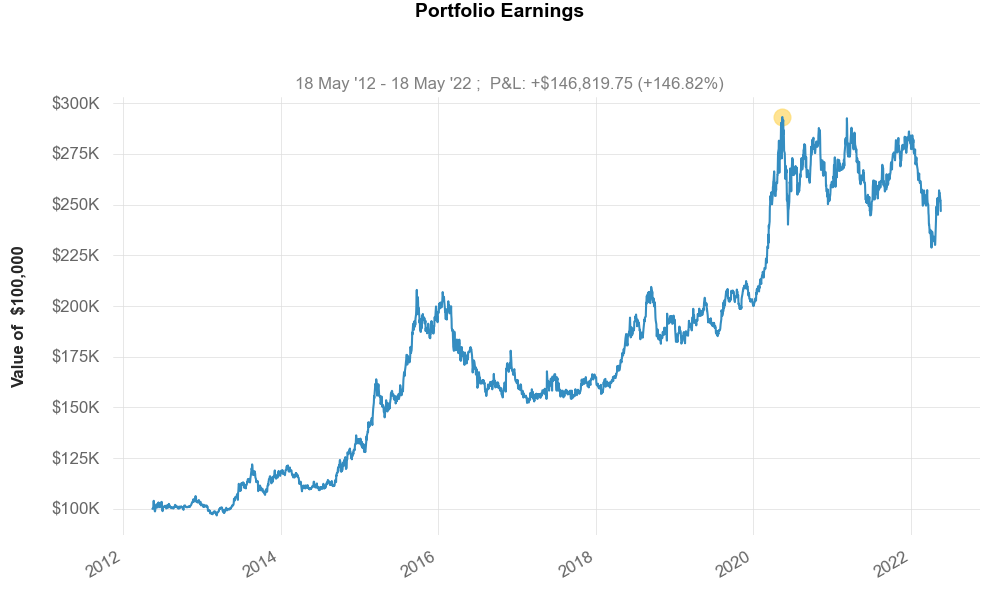 Portfolio Earnings
18 May '12 - 18 May '22 ;  P&L: +$146,819.75 (+146.82%)
$300K
$275K
$250K
$225K
$200K
$175K
$150K
$125K
$100K
Value of  $100,000
2012
2014
2016
2018
2020
2022